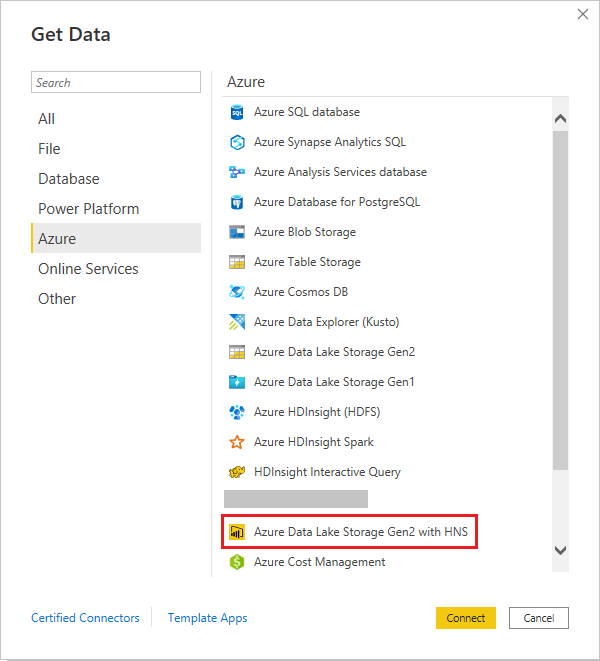 Get Data
Search
All
File
Database
Power Platform
Azure
Online Services
Other
Azure
Azure SQL database
Azure Synapse Analytics SQL
Azure Analysis Services database
Azure Database for PostgreSQL
Azure Blob Storage
Azure Table Storage
Azure Cosmos DB
Azure Data Explorer (Kusto)
Azure Data Lake Storage Gen2
Azure Data Lake Storage Gen1
Azure HDInsight (HDFS)
Azure HDInsight Spark
HDInsight Interactive Query
Azure Data Lake Storage Gen2 with HNS
Azure Cost Management
Certified Connectors
Template Apps
Connect
Cancel